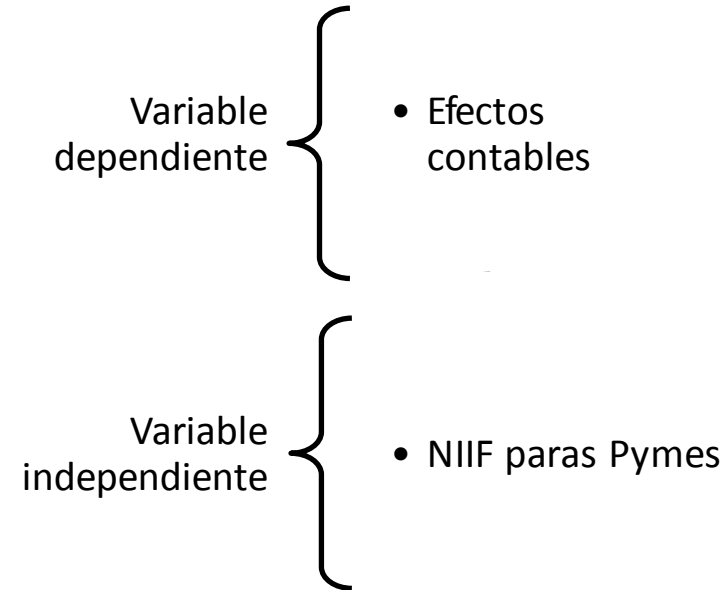 Variable
dependiente
• Efectos
contables
Variable
independiente
• NIIF paras Pymes